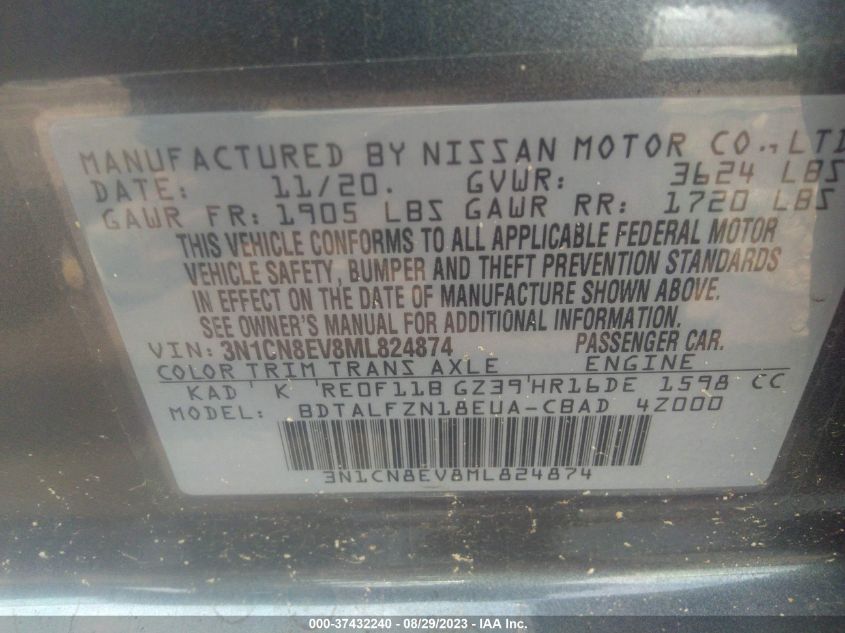 MANUFACTURED BY NISSAN MOTOR CO., LTD
DATE: 11/20. GVWR: 3624 LBS
GAWR FR: 1905 LBS GAWR RR: 1720 LBS
THIS VEHICLE CONFORMS TO ALL APPLICABLE FEDERAL MOTOR
VEHICLE SAFETY, BUMPER AND THEFT PREVENTION STANDARDS
IN EFFECT ON THE DATE OF MANUFACTURE SHOWN ABOVE.
SEE OWNER'S MANUAL FOR ADDITIONAL INFORMATION.
VIN: 3N1CN8EV8ML824874 PASSENGER CAR.
COLOR TRIM TRANS AXLE ENGINE
KAD K RE0F11B GZ39 HR16DE 1598 CC
MODEL: BDTALFZN18EUA-CBAD 4Z000
3N1CN8EV8ML824874
000-37432240 - 08/29/2023 - Copyright © IAA, Inc.